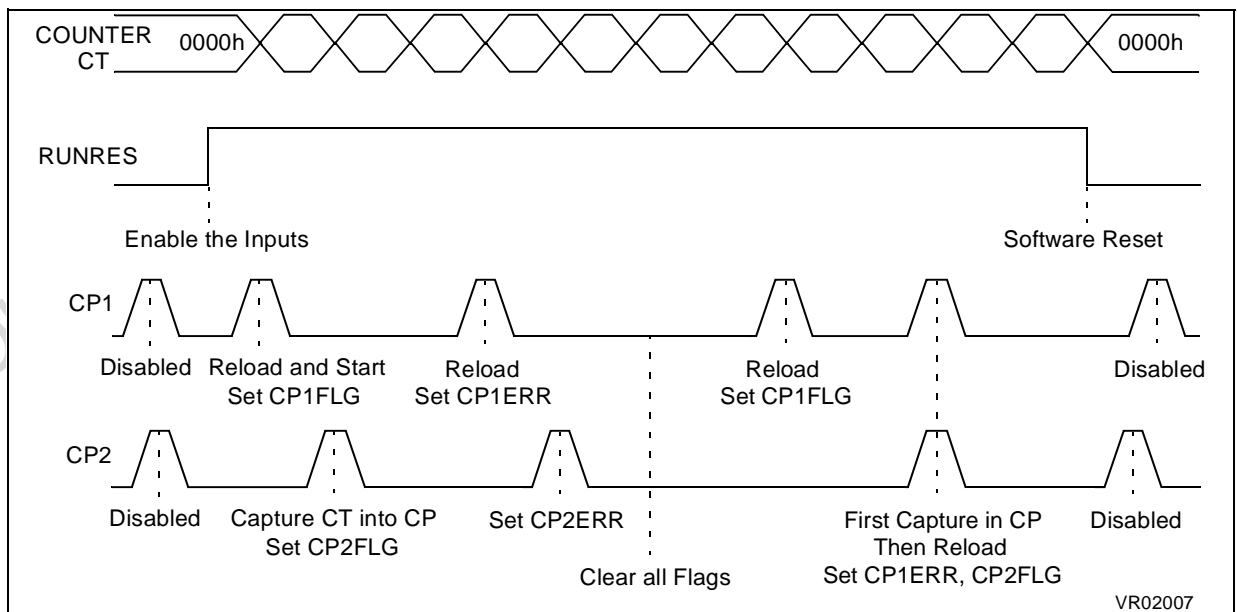 COUNTER
CT
0000h
0000h
RUNRES
Enable the Inputs
Software Reset
CP1
Disabled
Reload and Start
Set CP1FLG
Reload
Set CP1ERR
Reload
Set CP1FLG
Disabled
CP2
Disabled
Capture CT into CP
Set CP2FLG
Set CP2ERR
Clear all Flags
First Capture in CP
Then Reload
Set CP1ERR, CP2FLG
Disabled
VR02007